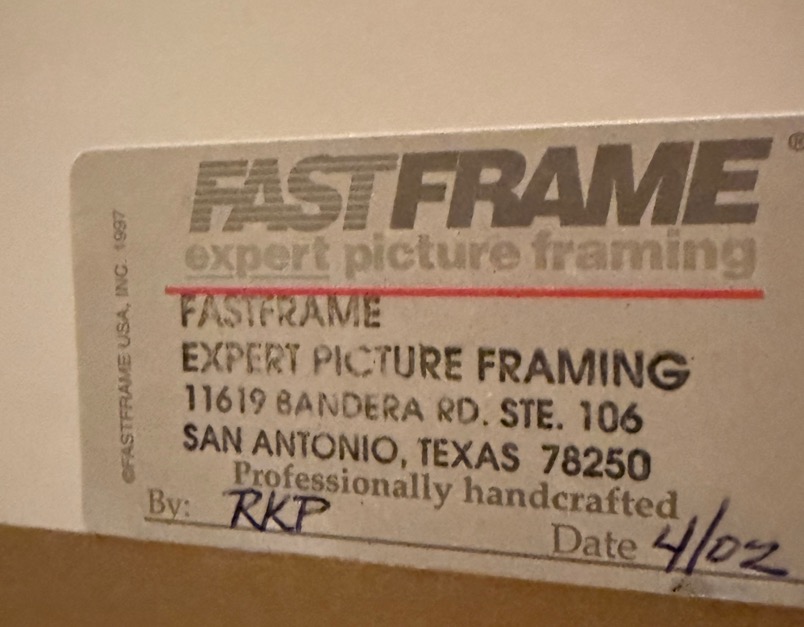 FASTFRAME®
expert picture framing
FASTFRAME
EXPERT PICTURE FRAMING
11619 BANDERA RD. STE. 106
SAN ANTONIO, TEXAS 78250
Professionally handcrafted
By: RKP
Date 4/02
©FASTFRAME USA, INC. 1997